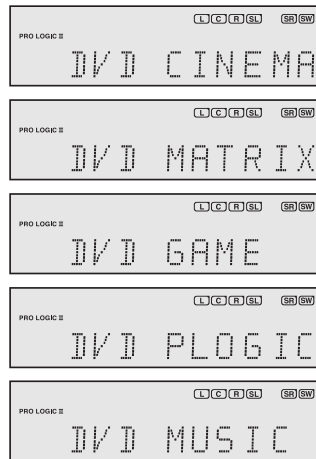 L C R SL SR SW
PRO LOGIC II
DVD CINEMA
L C R SL SR SW
PRO LOGIC II
DVD MATRIX
L C R SL SR SW
PRO LOGIC II
DVD GAME
L C R SL SR SW
PRO LOGIC II
DVD PLOGIC
L C R SL SR SW
PRO LOGIC II
DVD MUSIC